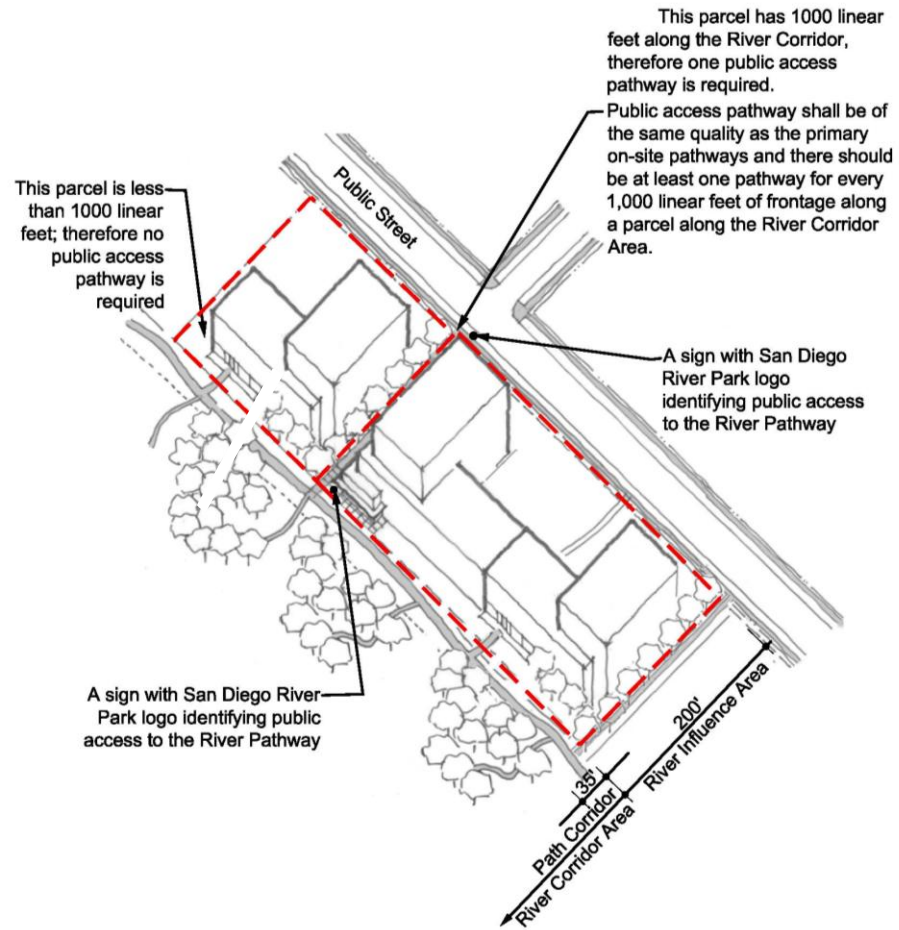 This parcel has 1000 linear
feet along the River Corridor,
therefore one public access
pathway is required.
Public access pathway shall be of
the same quality as the primary
on-site pathways and there should
be at least one pathway for every
1,000 linear feet of frontage along
a parcel along the River Corridor
Area.
Public Street
This parcel is less
than 1000 linear
feet; therefore no
public access
pathway is
required
A sign with San Diego
River Park logo
identifying public access
to the River Pathway
A sign with San Diego River
Park logo identifying public
access to the River Pathway
200'
River Influence Area
35'
Path Corridor
River Corridor Area